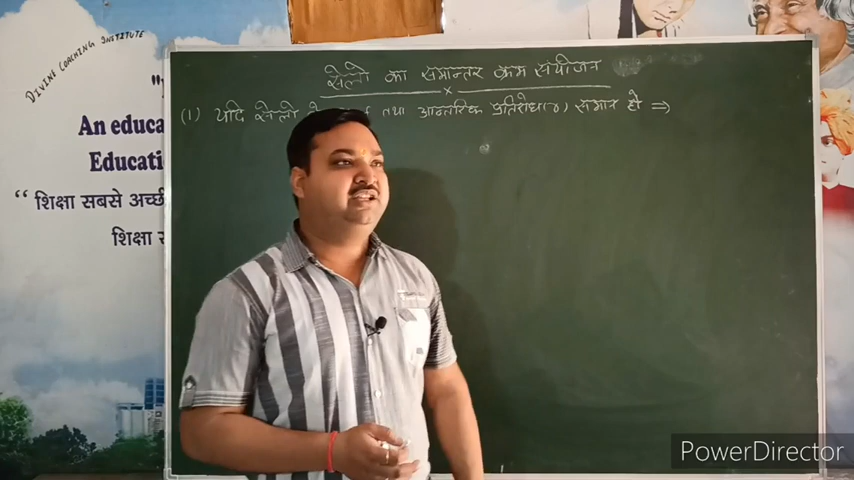 DIVINE COACHING INSTITUTE
"
An educa
Educati
“ शिक्षा सबसे अच्छी
शिक्षा स
सेलो का समान्तर क्रम संयोजन
(1) यदि सेलो तथा आन्तरिक प्रतिरोध (r) समान हो ⇒
PowerDirector